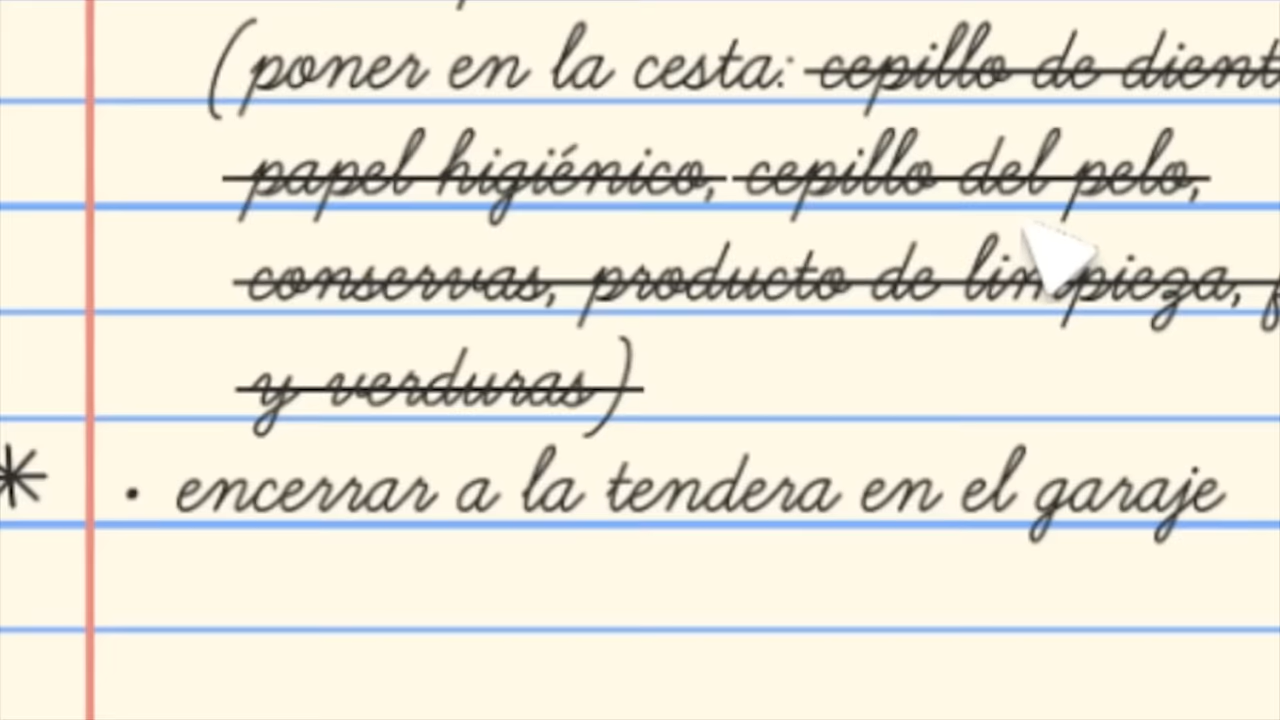 (poner en la cesta: cepillo de dient
papel higiénico, cepillo del pelo,
conservas, producto de limpieza, f
y verduras)
* · encerrar a la tendera en el garaje